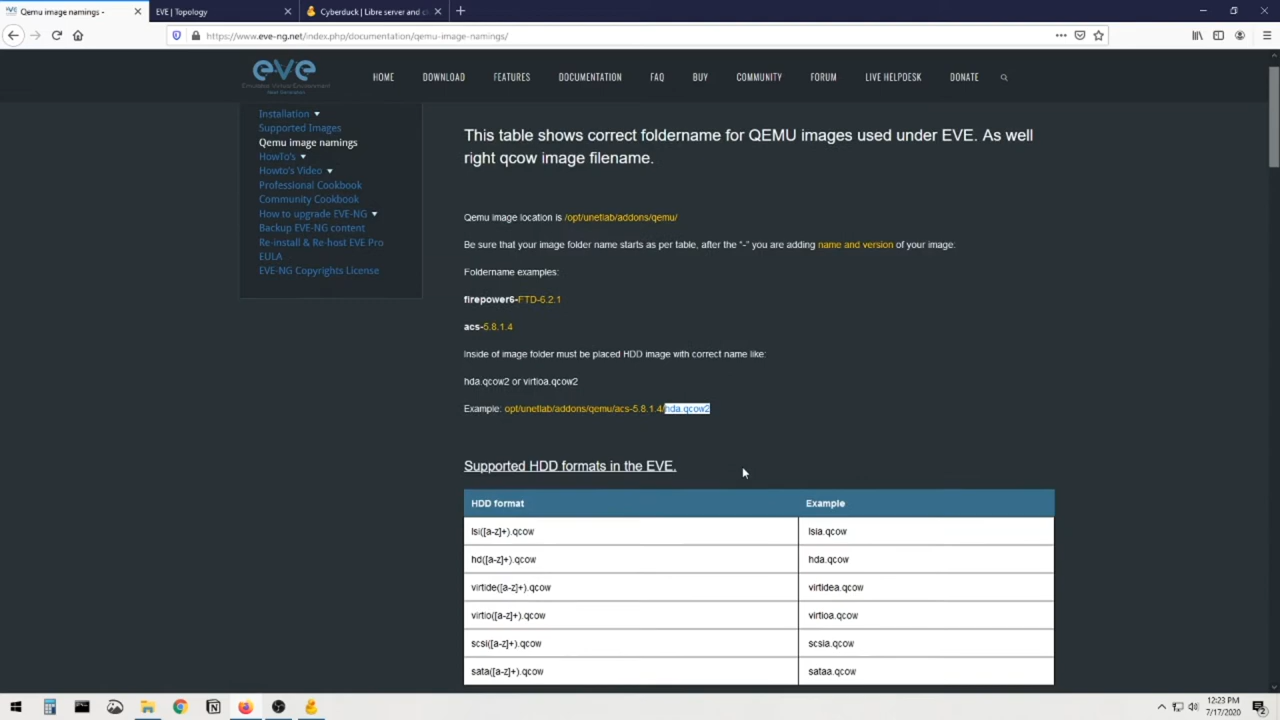 Qemu image namings -
EVE | Topology
Cyberduck | Libre server and cl
https://www.eve-ng.net/index.php/documentation/qemu-image-namings/
eve
Emulated Virtual Environment
Next Generation
HOME
DOWNLOAD
FEATURES
DOCUMENTATION
FAQ
BUY
COMMUNITY
FORUM
LIVE HELPDESK
DONATE
Installation
Supported Images
Qemu image namings
HowTo's
Howto's Video
Professional Cookbook
Community Cookbook
How to upgrade EVE-NG
Backup EVE-NG content
Re-install & Re-host EVE Pro
EULA
EVE-NG Copyrights License
This table shows correct foldername for QEMU images used under EVE. As well
right qcow image filename.
Qemu image location is /opt/unetlab/addons/qemu/
Be sure that your image folder name starts as per table, after the "-" you are adding name and version of your image:
Foldername examples:
firepower6-FTD-6.2.1
acs-5.8.1.4
Inside of image folder must be placed HDD image with correct name like:
hda.qcow2 or virtioa.qcow2
Example: opt/unetlab/addons/qemu/acs-5.8.1.4/hda.qcow2
Supported HDD formats in the EVE.
HDD format Example
lsi([a-z]+).qcow lsia.qcow
hd([a-z]+).qcow hda.qcow
virtide([a-z]+).qcow virtidea.qcow
virtio([a-z]+).qcow virtioa.qcow
scsi([a-z]+).qcow scsia.qcow
sata([a-z]+).qcow sataa.qcow
12:23 PM
7/17/2020
2